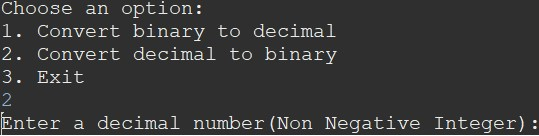 Choose an option:
1. Convert binary to decimal
2. Convert decimal to binary
3. Exit
2
Enter a decimal number(Non Negative Integer):